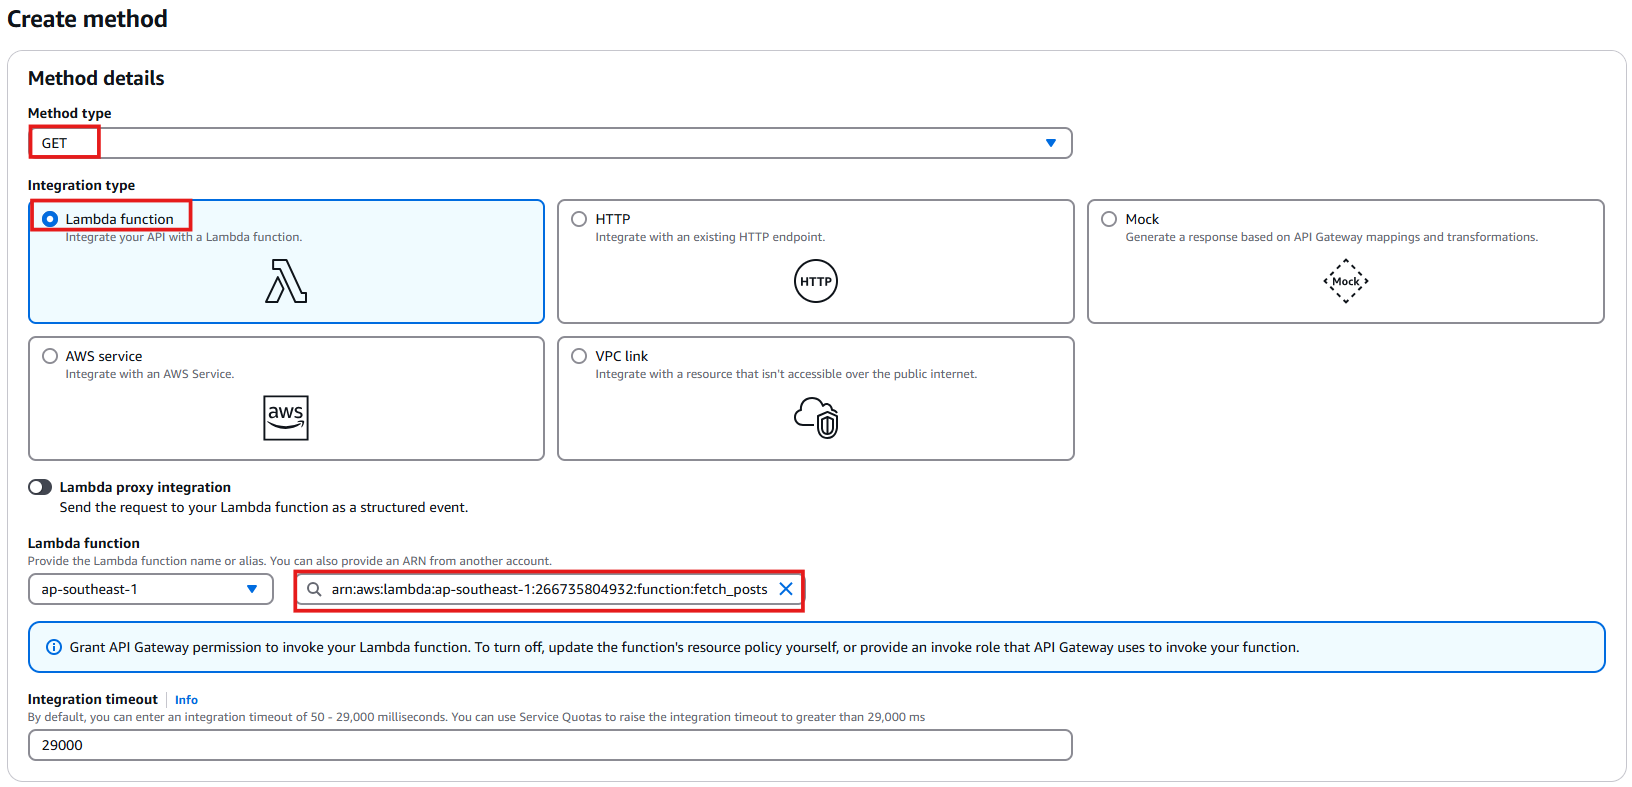 Create method
Method details
Method type
GET
Integration type
Lambda function
Integrate your API with a Lambda function.
HTTP
Integrate with an existing HTTP endpoint.
HTTP
Mock
Generate a response based on API Gateway mappings and transformations.
Mock
AWS service
Integrate with an AWS Service.
aws
VPC link
Integrate with a resource that isn't accessible over the public internet.
Lambda proxy integration
Send the request to your Lambda function as a structured event.
Lambda function
Provide the Lambda function name or alias. You can also provide an ARN from another account.
ap-southeast-1
arn:aws:lambda:ap-southeast-1:266735804932:function:fetch_posts
Grant API Gateway permission to invoke your Lambda function. To turn off, update the function's resource policy yourself, or provide an invoke role that API Gateway uses to invoke your function.
Integration timeout Info
By default, you can enter an integration timeout of 50 - 29,000 milliseconds. You can use Service Quotas to raise the integration timeout to greater than 29,000 ms
29000